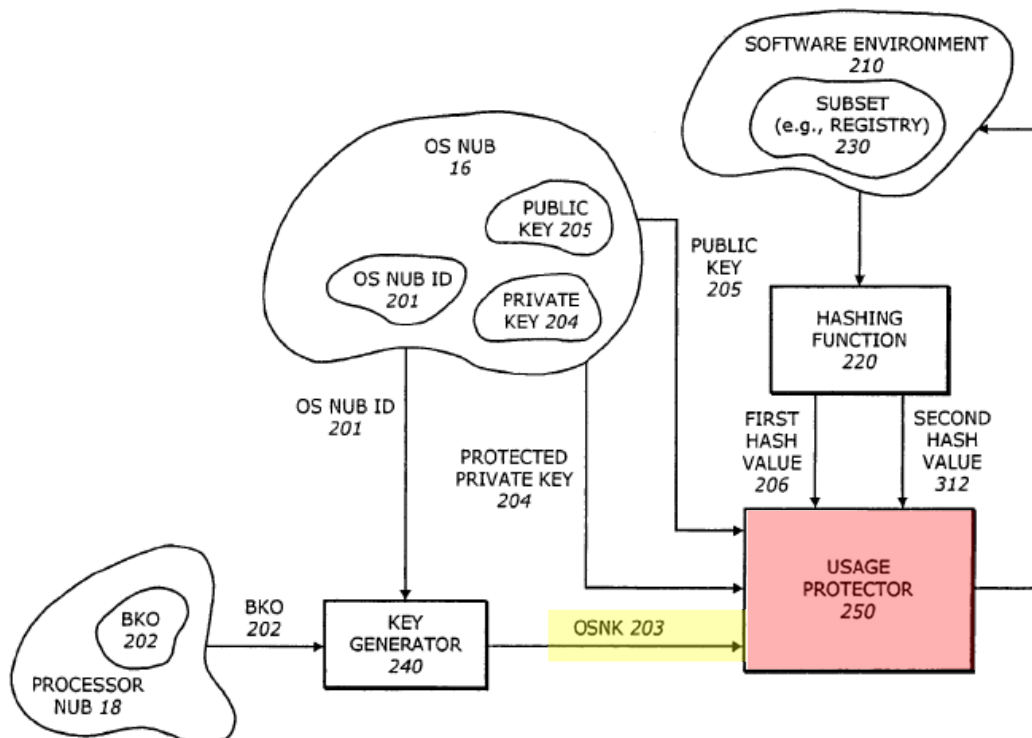 SOFTWARE ENVIRONMENT
210
SUBSET
(e.g., REGISTRY)
230
OS NUB
16
PUBLIC
KEY 205
OS NUB ID
201
PRIVATE
KEY 204
PUBLIC
KEY
205
HASHING
FUNCTION
220
OS NUB ID
201
PROTECTED
PRIVATE KEY
204
FIRST
HASH
VALUE
206
SECOND
HASH
VALUE
312
USAGE
PROTECTOR
250
BKO
202
PROCESSOR
NUB 18
BKO
202
KEY
GENERATOR
240
OSNK 203